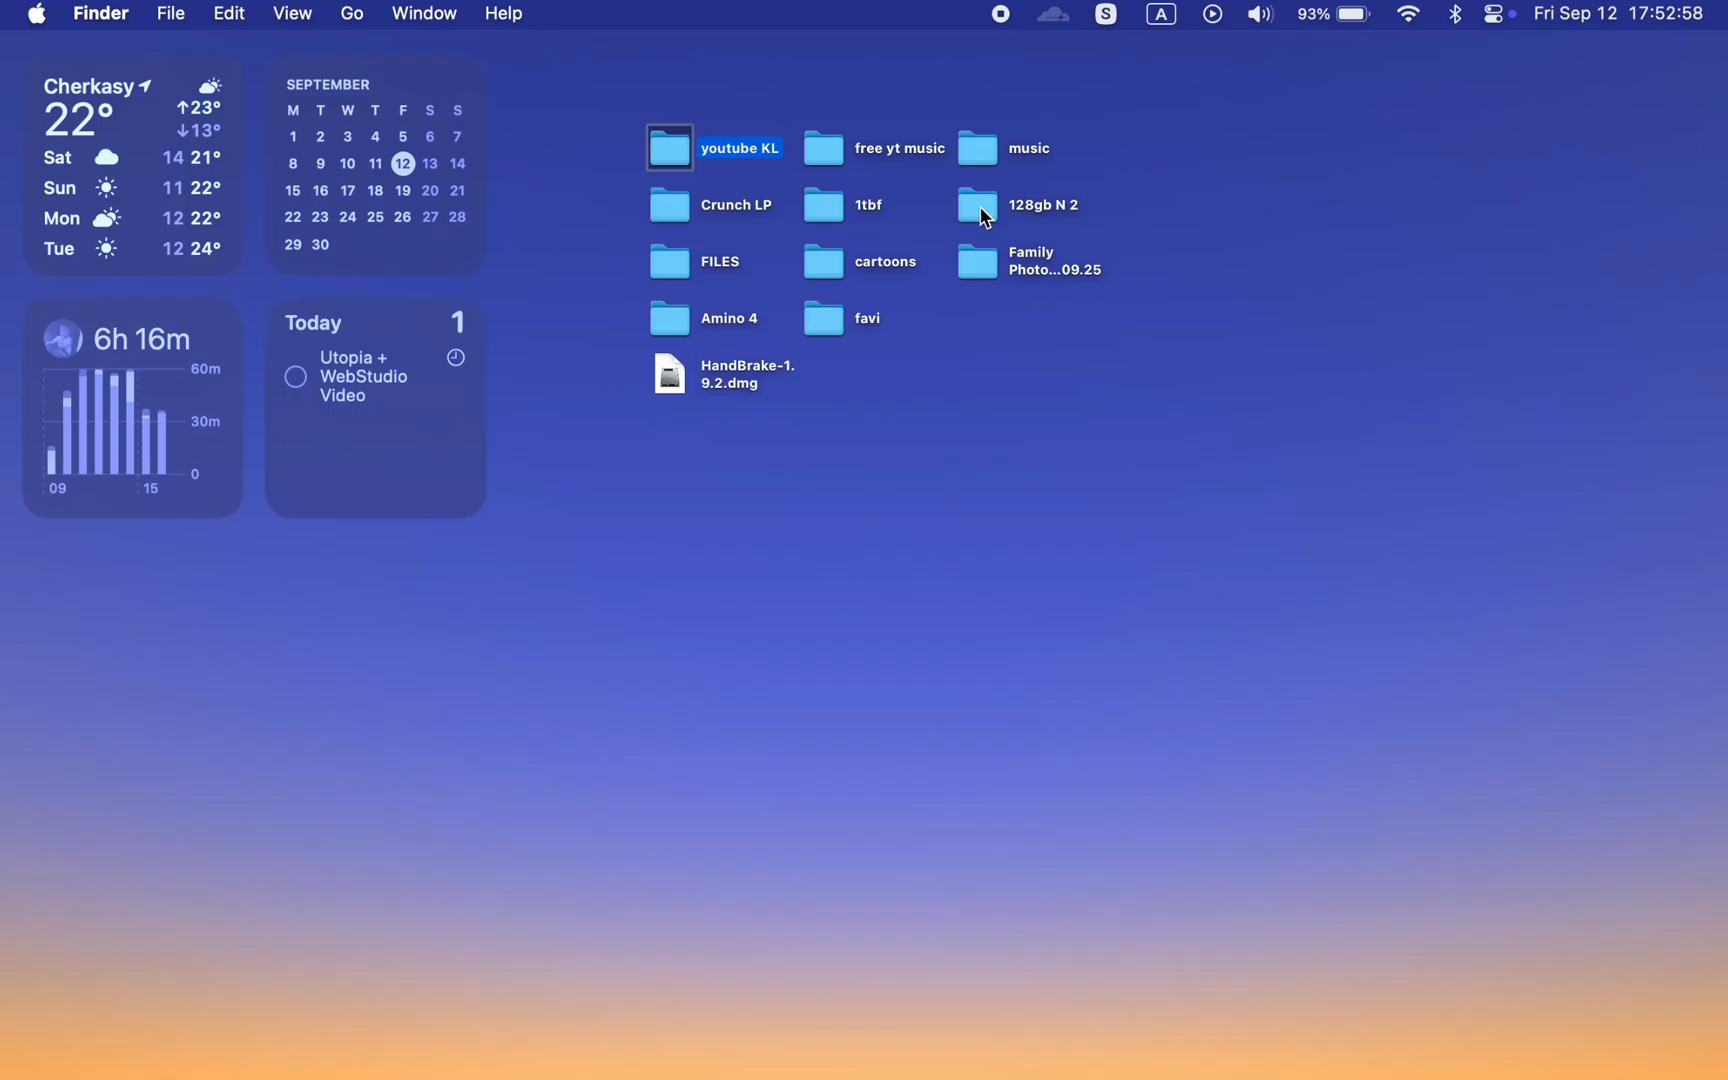 Finder File Edit View Go Window Help
S A 93% Fri Sep 12 17:52:58
Cherkasy
22° ↑23°
↓13°
Sat 14 21°
Sun 11 22°
Mon 12 22°
Tue 12 24°
SEPTEMBER
M T W T F S S
1 2 3 4 5 6 7
8 9 10 11 12 13 14
15 16 17 18 19 20 21
22 23 24 25 26 27 28
29 30
6h 16m
60m
30m
0
09 15
Today 1
Utopia +
WebStudio
Video
youtube KL
free yt music
music
Crunch LP
1tbf
128gb N 2
FILES
cartoons
Family
Photo...09.25
Amino 4
favi
HandBrake-1.
9.2.dmg